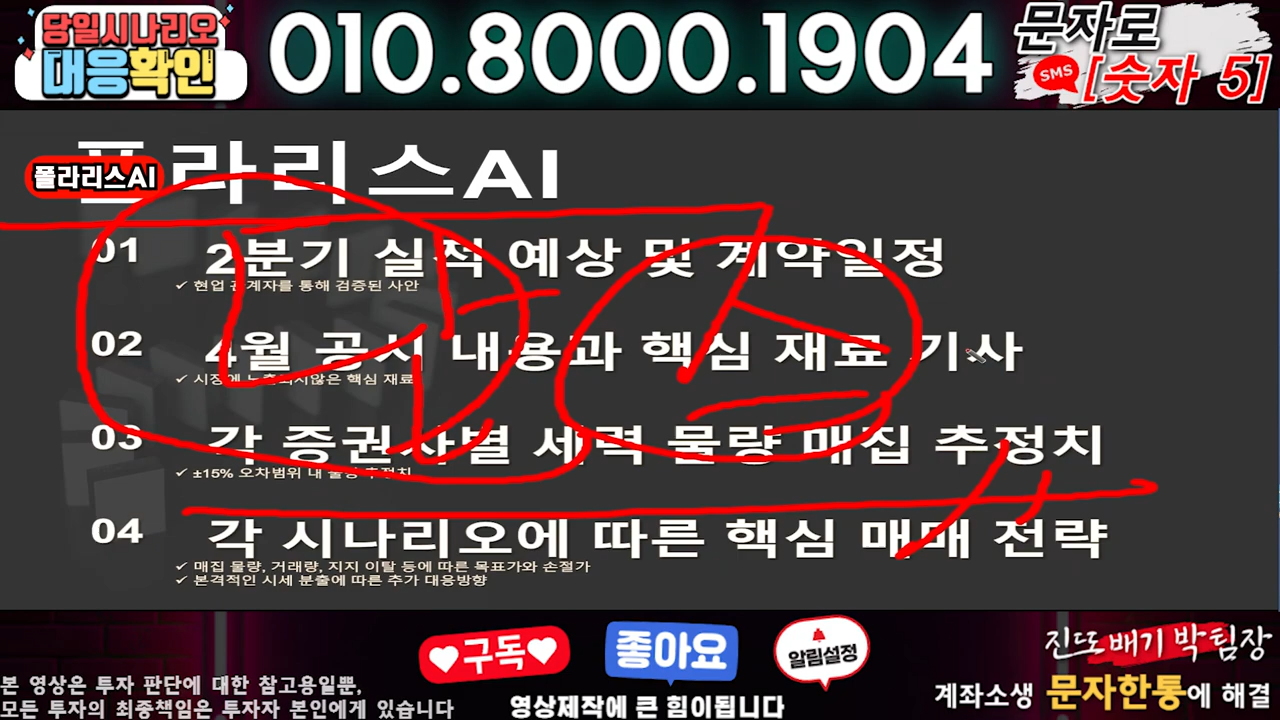 당일시나리오
대응확인
010.8000.1904
문자로
SMS
[숫자 5]
폴라리스AI
폴라리스AI
01 2분기 실적 예상 및 계약일정
✓ 현업 관계자를 통해 검증된 사안
02 4월 공시 내용과 핵심 재료 기사
✓ 시장에 노출되지않은 핵심 재료
03 각 증권사별 세력 물량 매집 추정치
✓ ±15% 오차범위 내 물량 추정치
04 각 시나리오에 따른 핵심 매매 전략
✓ 매집 물량, 거래량, 지지 이탈 등에 따른 목표가와 손절가
✓ 본격적인 시세 분출에 따른 추가 대응방향
구독
좋아요
알림설정
진또배기 박팀장
본 영상은 투자 판단에 대한 참고용일뿐,
모든 투자의 최종책임은 투자자 본인에게 있습니다
영상제작에 큰 힘이됩니다
계좌소생 문자한통에 해결